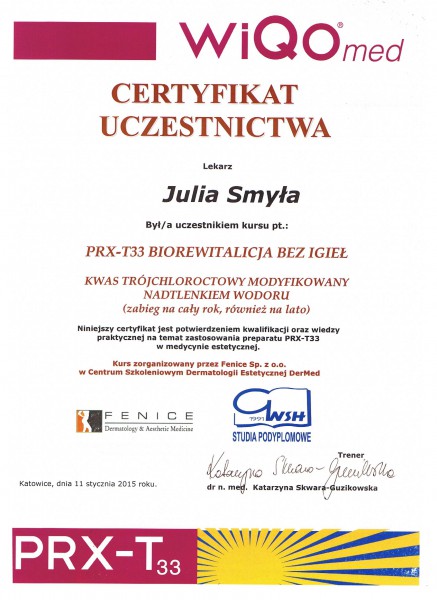 WiQO® med
CERTYFIKAT
UCZESTNICTWA
Lekarz
Julia Smyła
Był/a uczestnikiem kursu pt.:
PRX-T33 BIOREWITALIZACJA BEZ IGIEŁ
KWAS TRÓJCHLOROCTOWY MODYFIKOWANY
NADTLENKIEM WODORU
(zabieg na cały rok, również na lato)
Niniejszy certyfikat jest potwierdzeniem kwalifikacji oraz wiedzy
praktycznej na temat zastosowania preparatu PRX-T33
w medycynie estetycznej.
Kurs zorganizowany przez Fenice Sp. z o.o.
w Centrum Szkoleniowym Dermatologii Estetycznej DerMed
FENICE
Dermatology & Aesthetic Medicine
1991 GWSH
STUDIA PODYPLOMOWE
Trener
Katarzyna Skwara-Guzikowska
dr n. med. Katarzyna Skwara-Guzikowska
Katowice, dnia 11 stycznia 2015 roku.
PRX-T33